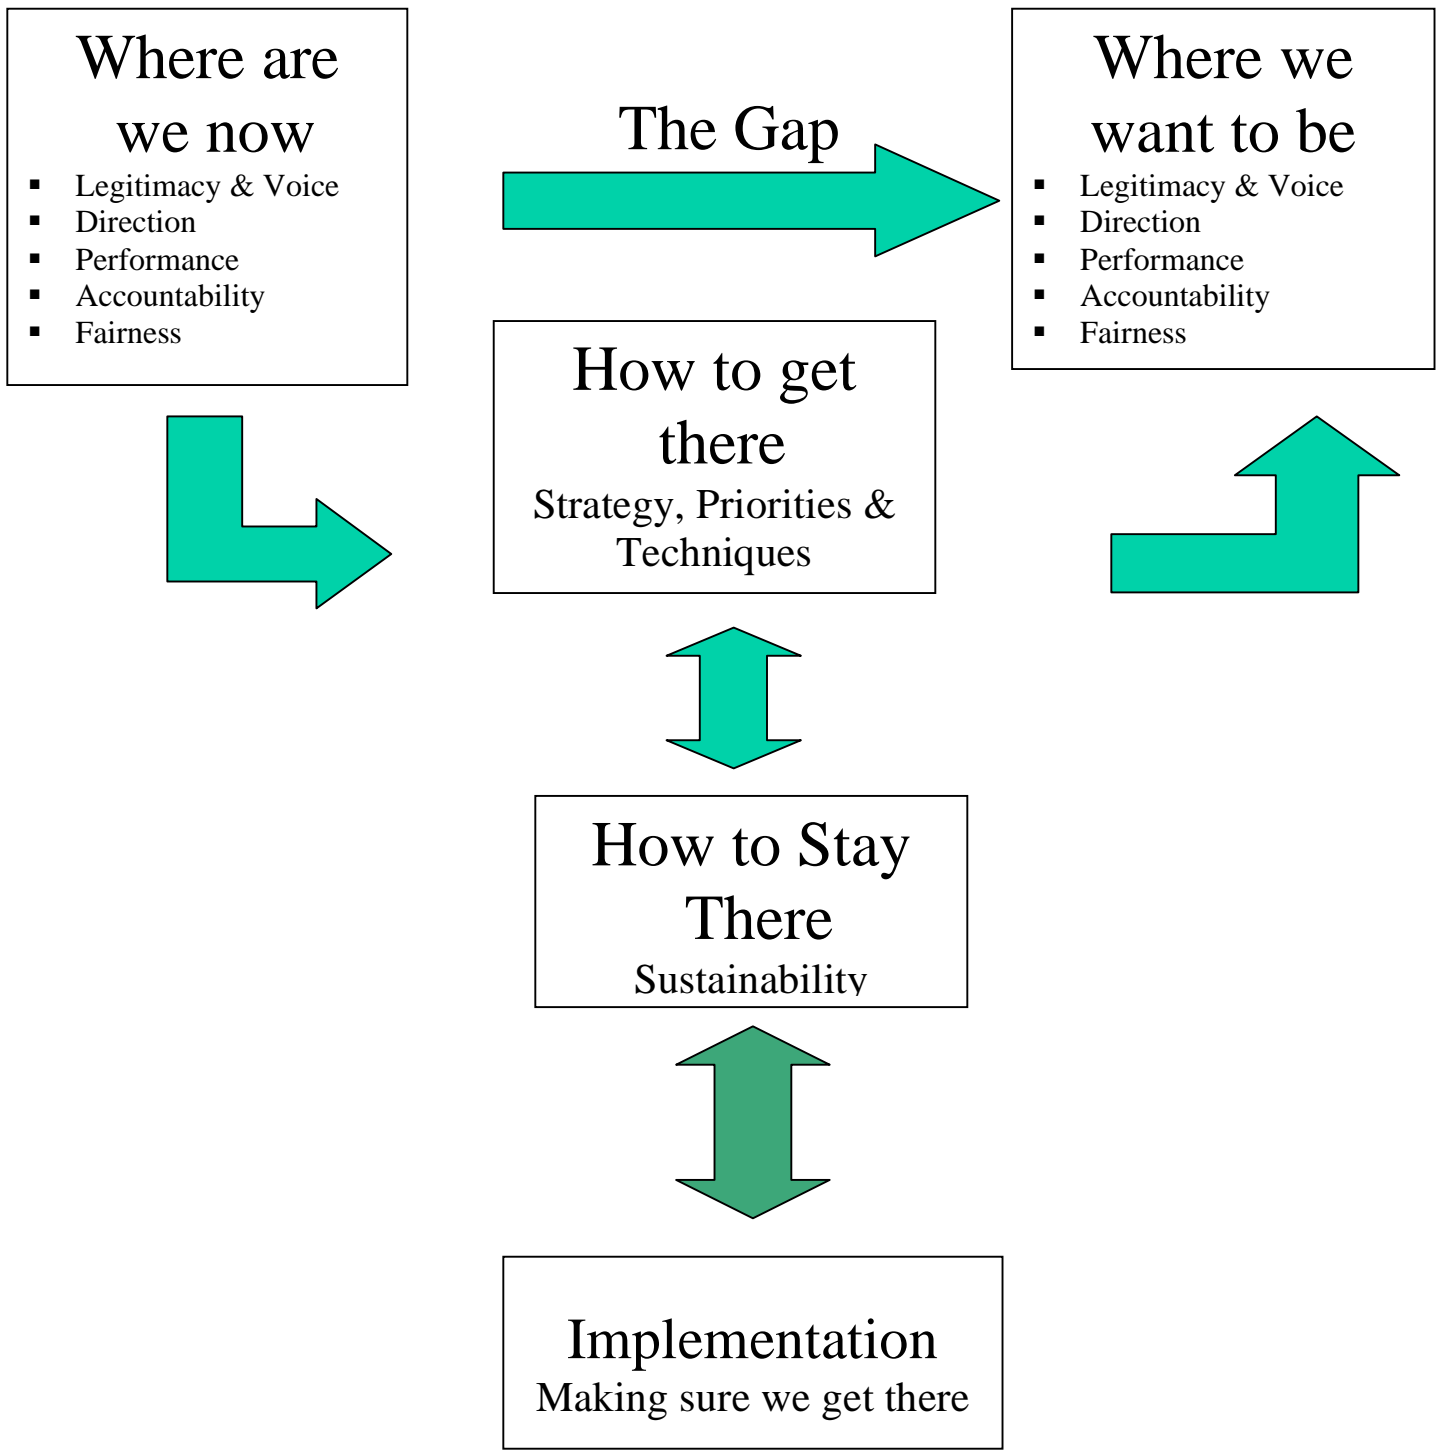 Where are
we now
▪ Legitimacy & Voice
▪ Direction
▪ Performance
▪ Accountability
▪ Fairness
The Gap
Where we
want to be
▪ Legitimacy & Voice
▪ Direction
▪ Performance
▪ Accountability
▪ Fairness
How to get
there
Strategy, Priorities &
Techniques
How to Stay
There
Sustainability
Implementation
Making sure we get there